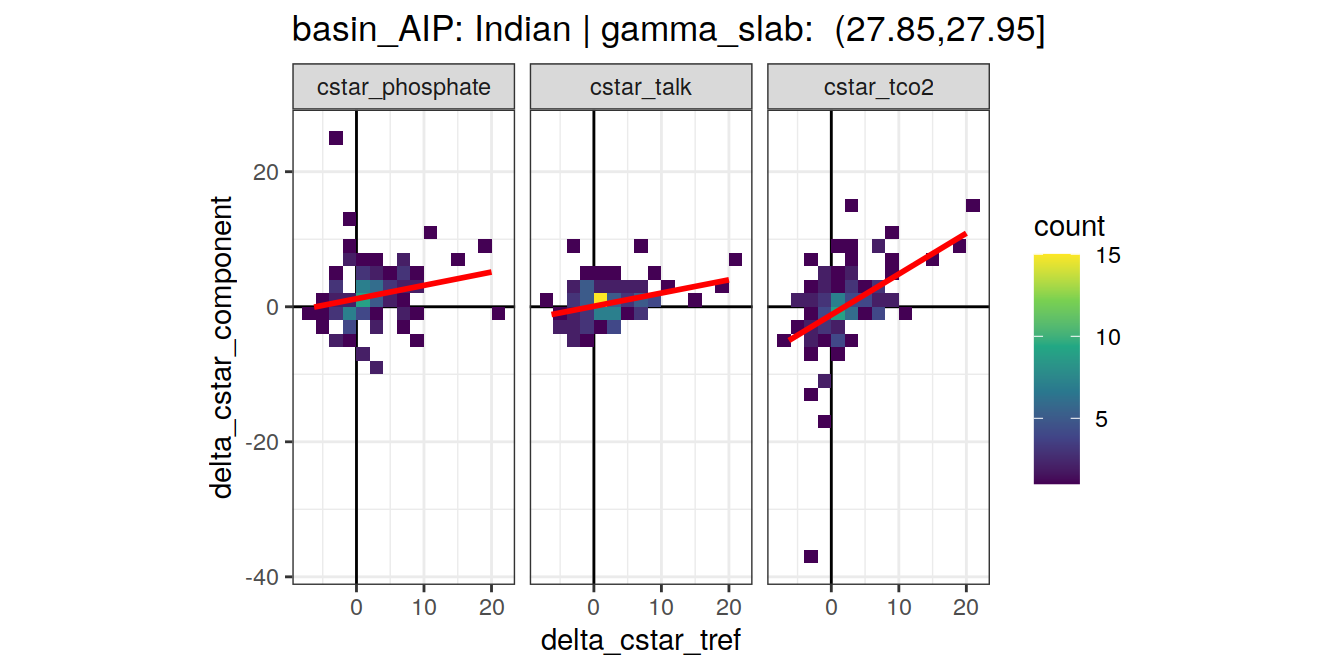 basin_AIP: Indian | gamma_slab:  (27.85,27.95]
cstar_phosphate
cstar_talk
cstar_tco2
delta_cstar_component
20
0
-20
-40
0 10 20
0 10 20
0 10 20
delta_cstar_tref
count
15
10
5